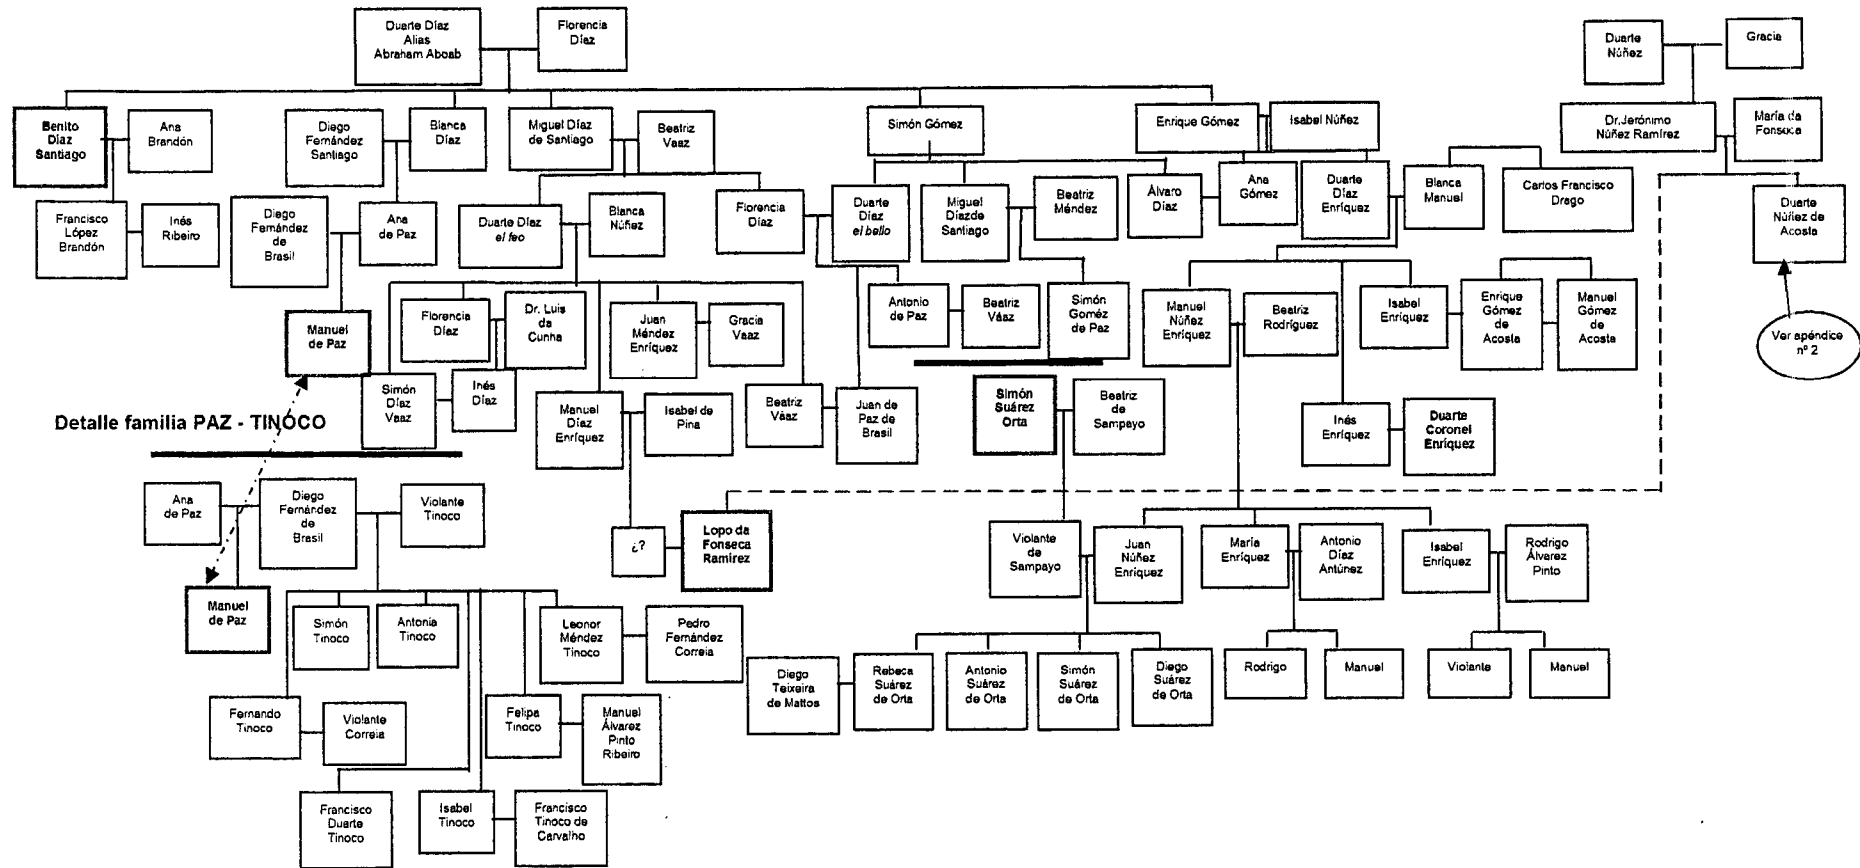 Duarte Díaz
Alias
Abraham Aboab
Florencia
Díaz
Duarte
Núñez
Gracia
Benito
Díaz
Santiago
Ana
Brandón
Diego
Fernández
Santiago
Blanca
Díaz
Miguel Díaz
de Santiago
Beatriz
Vaaz
Simón Gómez
Enrique Gómez
Isabel Núñez
Dr.Jerónimo
Núñez Ramírez
María da
Fonsoca
Francisco
López
Brandón
Inés
Ribeiro
Diego
Fernández
de
Brasil
Ana
de Paz
Duarte Díaz
el feo
Blanca
Núñez
Florencia
Díaz
Duarte
Díaz
el bello
Miguel
Díazde
Santiago
Beatriz
Méndez
Álvaro
Díaz
Ana
Gómez
Duarte
Díaz
Enríquez
Blanca
Manuel
Carlos Francisco
Drago
Duarte
Núñez de
Acosta
Manuel
de Paz
Florencia
Díaz
Dr. Luis
da
Cunha
Juan
Méndez
Enríquez
Gracia
Vaaz
Antonio
de Paz
Beatriz
Váaz
Simón
Goméz
de Paz
Manuel
Núñez
Enríquez
Beatriz
Rodríguez
Isabel
Enríquez
Enrique
Gómez
de
Acosta
Manuel
Gómez
de
Acosta
Ver apéndice
nº 2
Simón
Díaz
Vaaz
Inés
Díaz
Manuel
Díaz
Enríquez
Isabel de
Pina
Beatriz
Váaz
Juan de
Paz de
Brasil
Simón
Suárez
Orta
Beatriz
de
Sampayo
Inés
Enríquez
Duarte
Coronel
Enríquez
Detalle familia PAZ - TINOCO
Ana
de Paz
Diego
Fernández
de
Brasil
Violante
Tinoco
¿?
Lopo da
Fonseca
Ramírez
Violante
de
Sampayo
Juan
Núñez
Enríquez
María
Enríquez
Antonio
Díaz
Antúnez
Isabel
Enríquez
Rodrigo
Álvarez
Pinto
Manuel
de Paz
Simón
Tinoco
Antonia
Tinoco
Leonor
Méndez
Tinoco
Pedro
Fernández
Correia
Diego
Teixeira
de Mattos
Rebeca
Suárez
de Orta
Antonio
Suárez
de Orta
Simón
Suárez
de Orta
Diego
Suárez
de Orta
Rodrigo
Manuel
Violante
Manuel
Fernando
Tinoco
Violante
Correia
Felipa
Tinoco
Manuel
Álvarez
Pinto
Ribeiro
Francisco
Duarte
Tinoco
Isabel
Tinoco
Francisco
Tinoco de
Carvalho